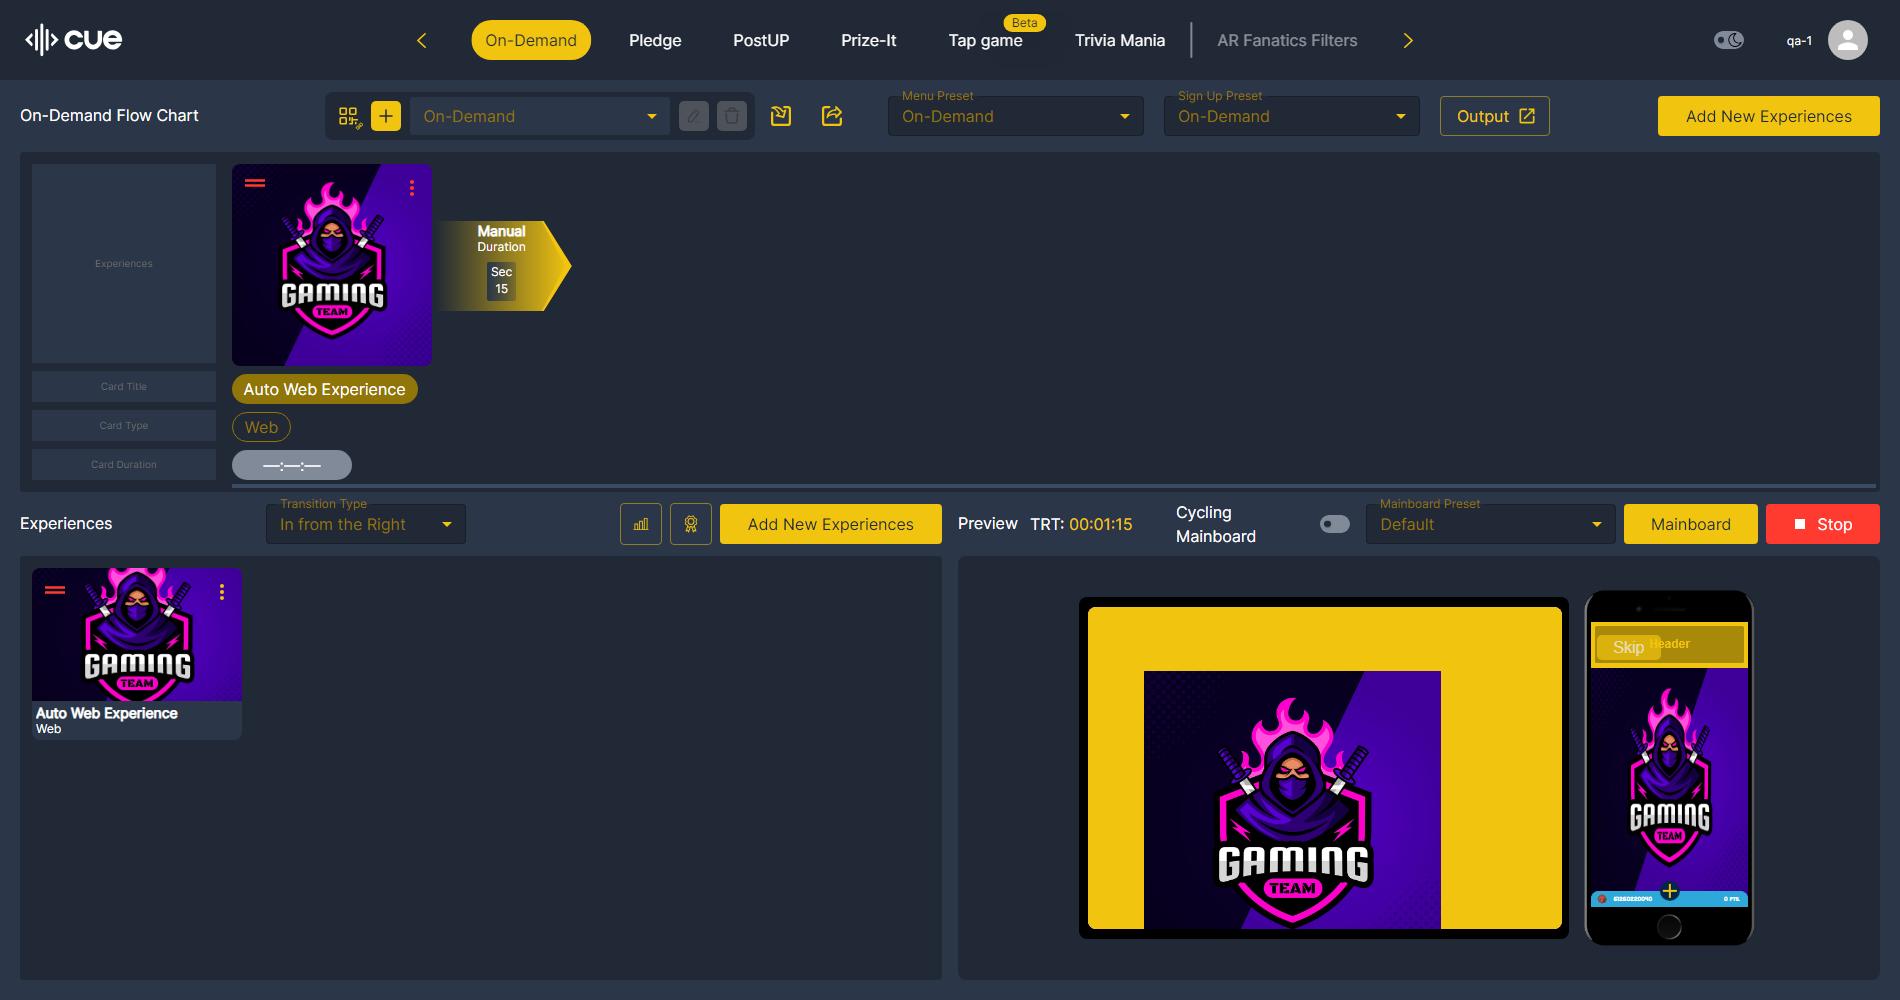 cue
On-Demand
Pledge
PostUP
Prize-It
Beta
Tap game
Trivia Mania
AR Fanatics Filters
qa-1
On-Demand Flow Chart
On-Demand
Menu Preset
On-Demand
Sign Up Preset
On-Demand
Output
Add New Experiences
Experiences
GAMING
TEAM
Manual
Duration
Sec
15
Card Title
Auto Web Experience
Card Type
Web
Card Duration
—:—:—
Experiences
Transition Type
In from the Right
Add New Experiences
Preview
TRT: 00:01:15
Cycling
Mainboard
Mainboard Preset
Default
Mainboard
Stop
GAMING
TEAM
Auto Web Experience
Web
GAMING
TEAM
Skip
Header
GAMING
TEAM
51250220040
0 PTS.